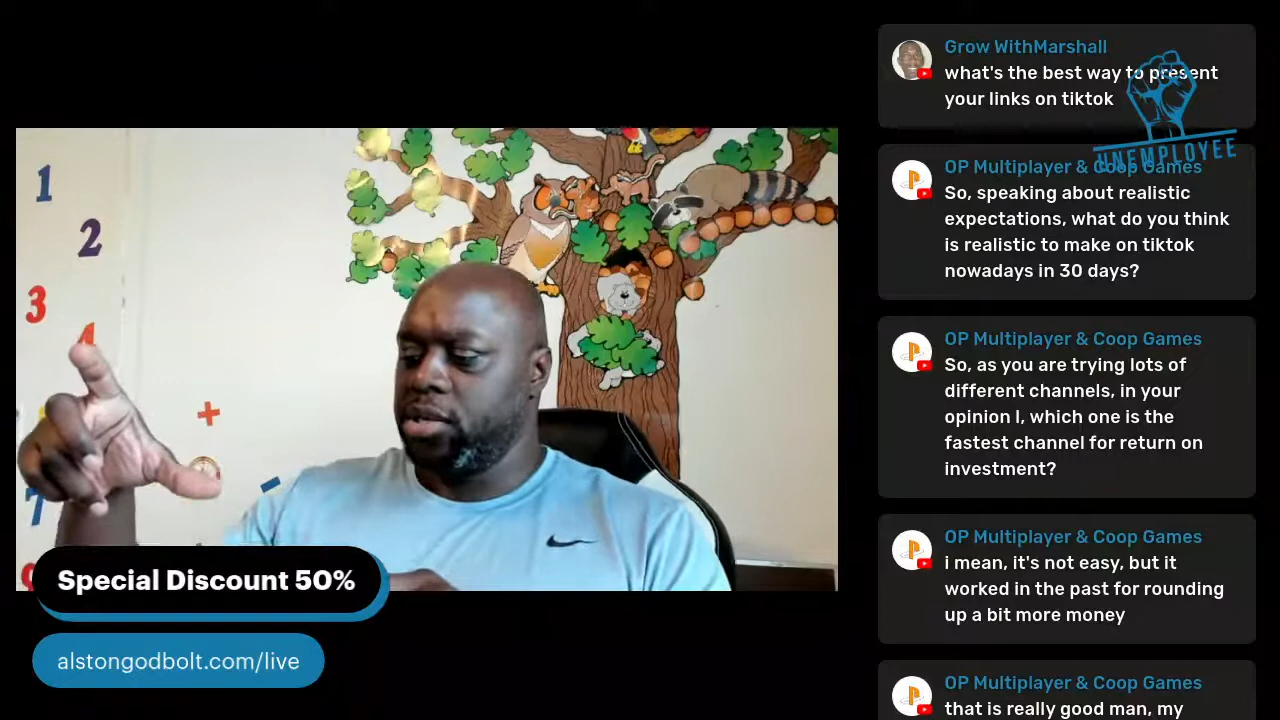 1
2
3
4
7
Special Discount 50%
alstongodbolt.com/live
Grow WithMarshall
what's the best way to present
your links on tiktok
UNEMPLOYEE
OP Multiplayer & Coop Games
So, speaking about realistic
expectations, what do you think
is realistic to make on tiktok
nowadays in 30 days?
OP Multiplayer & Coop Games
So, as you are trying lots of
different channels, in your
opinion I, which one is the
fastest channel for return on
investment?
OP Multiplayer & Coop Games
i mean, it's not easy, but it
worked in the past for rounding
up a bit more money
OP Multiplayer & Coop Games
that is really good man, my